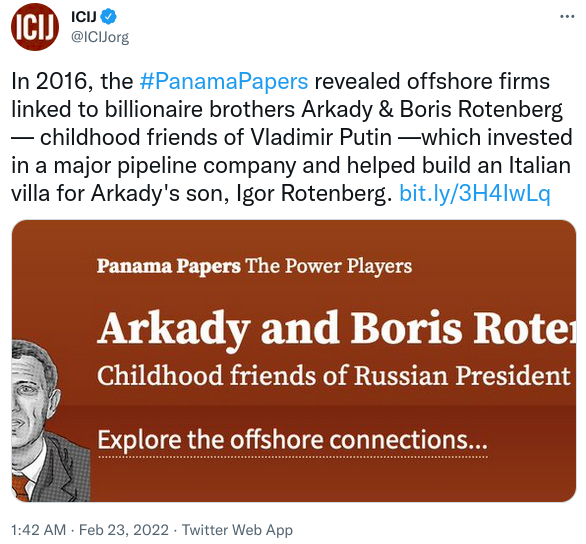 ICIJ
ICIJ
@ICIJorg
In 2016, the #PanamaPapers revealed offshore firms
linked to billionaire brothers Arkady & Boris Rotenberg
— childhood friends of Vladimir Putin —which invested
in a major pipeline company and helped build an Italian
villa for Arkady's son, Igor Rotenberg. bit.ly/3H4IwLq
Panama Papers The Power Players
Arkady and Boris Rote
Childhood friends of Russian President
Explore the offshore connections...
1:42 AM · Feb 23, 2022 · Twitter Web App